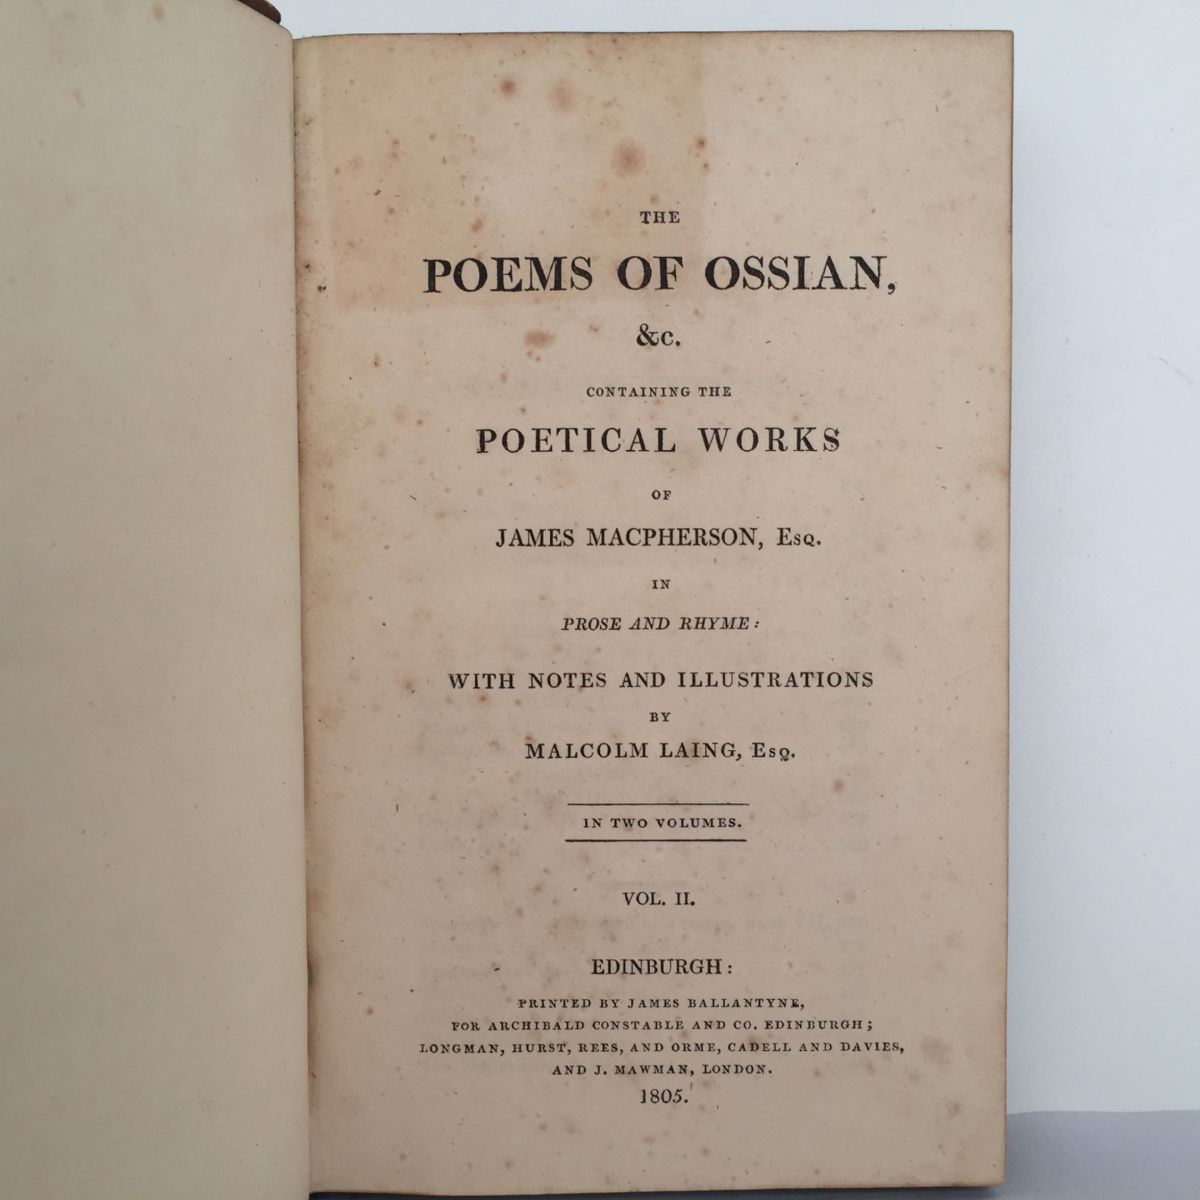 THE
POEMS OF OSSIAN,
&c.
CONTAINING THE
POETICAL WORKS
OF
JAMES MACPHERSON, Esq.
IN
PROSE AND RHYME:
WITH NOTES AND ILLUSTRATIONS
BY
MALCOLM LAING, Esq.
IN TWO VOLUMES.
VOL. II.
EDINBURGH:
PRINTED BY JAMES BALLANTYNE,
FOR ARCHIBALD CONSTABLE AND CO. EDINBURGH;
LONGMAN, HURST, REES, AND ORME, CADELL AND DAVIES,
AND J. MAWMAN, LONDON.
1805.